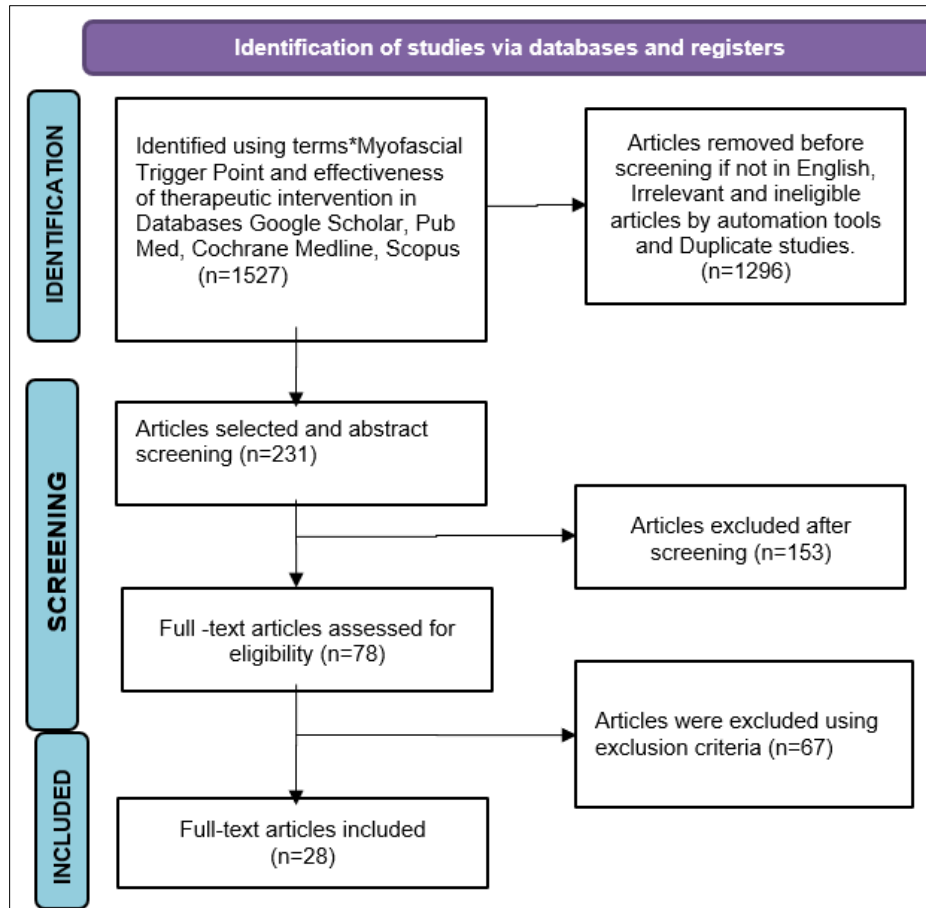 Identification of studies via databases and registers
IDENTIFICATION
Identified using terms*Myofascial
Trigger Point and effectiveness
of therapeutic intervention in
Databases Google Scholar, Pub
Med, Cochrane Medline, Scopus
(n=1527)
Articles removed before
screening if not in English,
Irrelevant and ineligible
articles by automation tools
and Duplicate studies.
(n=1296)
SCREENING
Articles selected and abstract
screening (n=231)
Articles excluded after
screening (n=153)
Full -text articles assessed for
eligibility (n=78)
Articles were excluded using
exclusion criteria (n=67)
INCLUDED
Full-text articles included
(n=28)